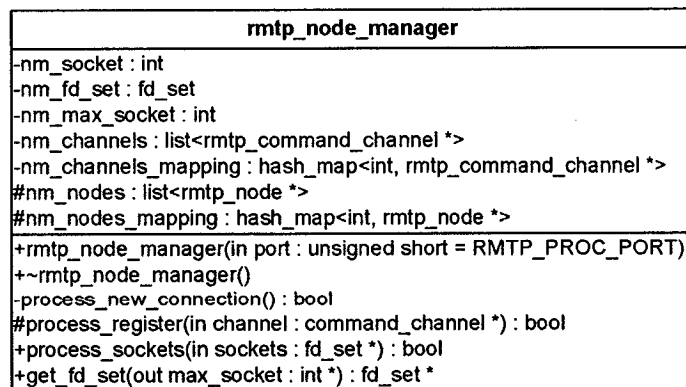 rmtp_node_manager
-nm_socket : int
-nm_fd_set : fd_set
-nm_max_socket : int
-nm_channels : list<rmtp_command_channel *>
-nm_channels_mapping : hash_map<int, rmtp_command_channel *>
#nm_nodes : list<rmtp_node *>
#nm_nodes_mapping : hash_map<int, rmtp_node *>
+rmtp_node_manager(in port : unsigned short = RMTP_PROC_PORT)
+~rmtp_node_manager()
-process_new_connection() : bool
#process_register(in channel : command_channel *) : bool
+process_sockets(in sockets : fd_set *) : bool
+get_fd_set(out max_socket : int *) : fd_set *